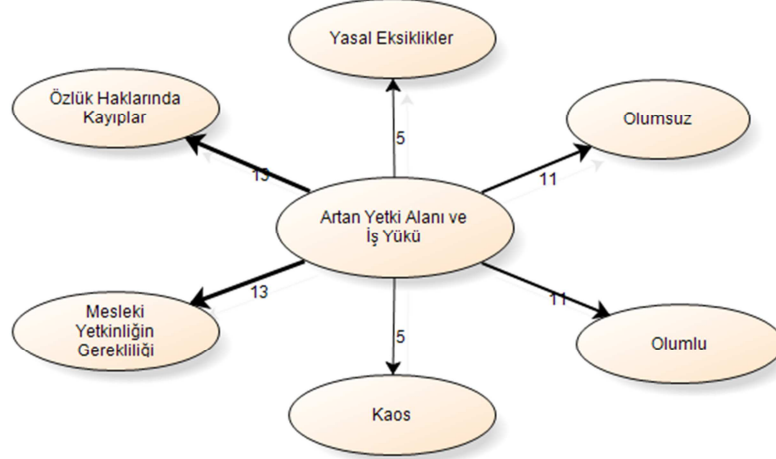 Yasal Eksiklikler
Özlük Haklarında
Kayıplar
Olumsuz
5
11
Artan Yetki Alanı ve
İş Yükü
13
11
5
Mesleki
Yetkinliğin
Gerekliliği
Olumlu
Kaos